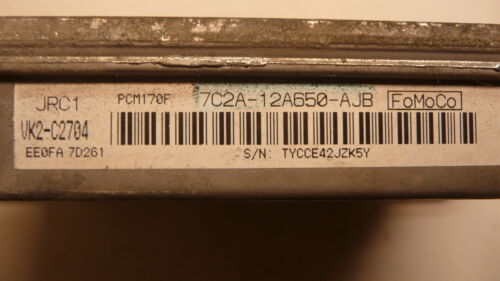 JRC1 PCM170F 7C2A-12A650-AJB FoMoCo
VK2-C2704
EE0FA 7D261 S/N: TYCCE42JZK5Y